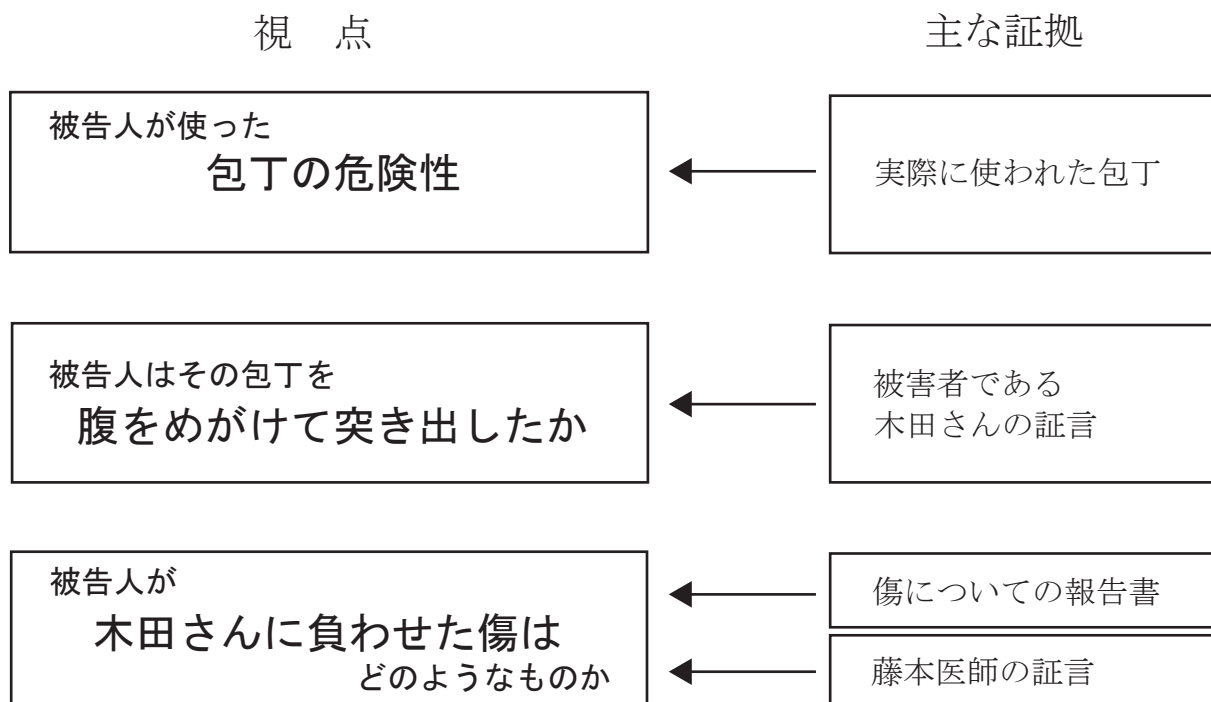 視　点
主な証拠
被告人が使った
包丁の危険性
実際に使われた包丁
被告人はその包丁を
腹をめがけて突き出したか
被害者である
木田さんの証言
被告人が
木田さんに負わせた傷は
どのようなものか
傷についての報告書
藤本医師の証言